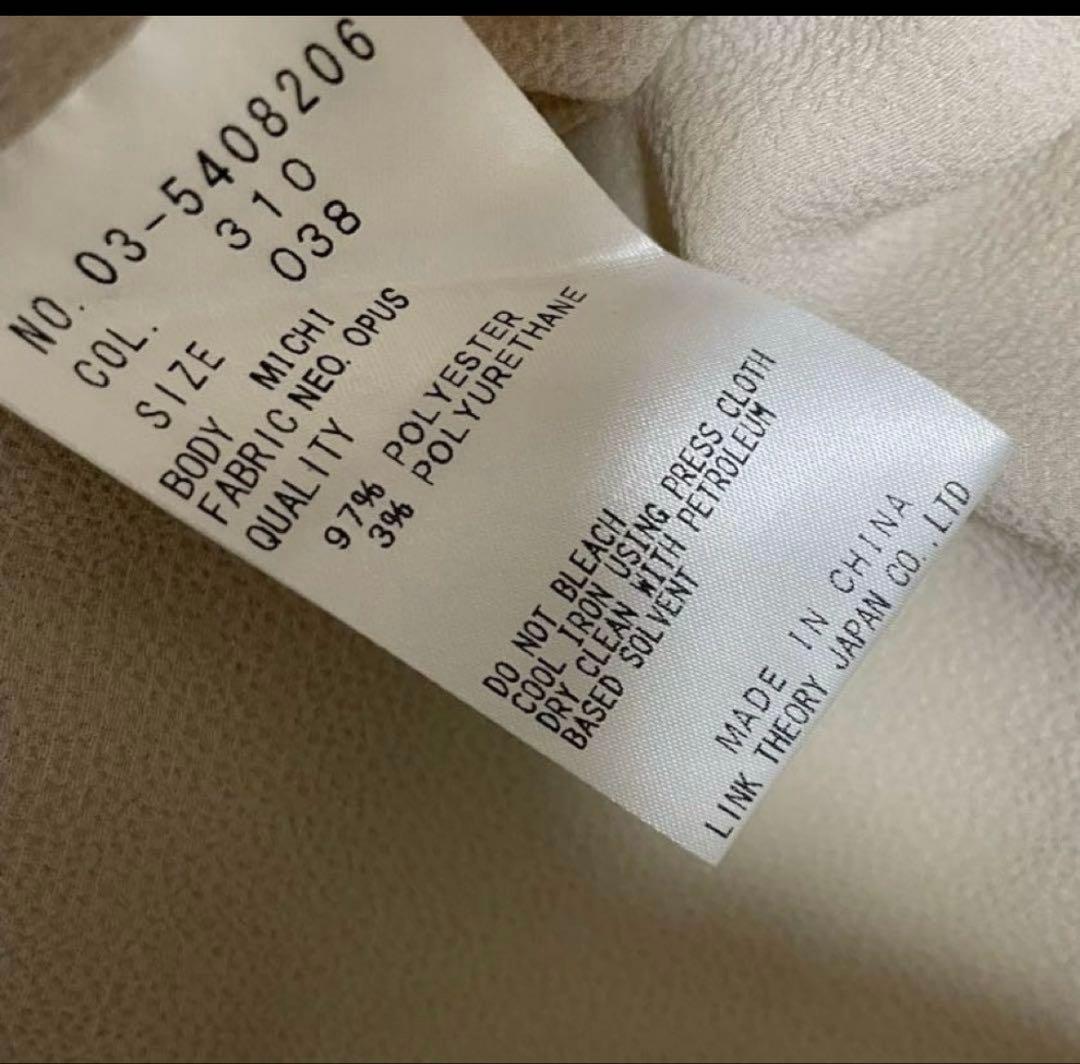 NO. 03-5408206
COL. 310
SIZE 038
BODY MICHI
FABRIC NEO. OPUS
QUALITY
97% POLYESTER
3% POLYURETHANE
DO NOT BLEACH
COOL IRON USING PRESS CLOTH
DRY CLEAN WITH PETROLEUM
BASED SOLVENT
MADE IN CHINA
LINK THEORY JAPAN CO.,LTD